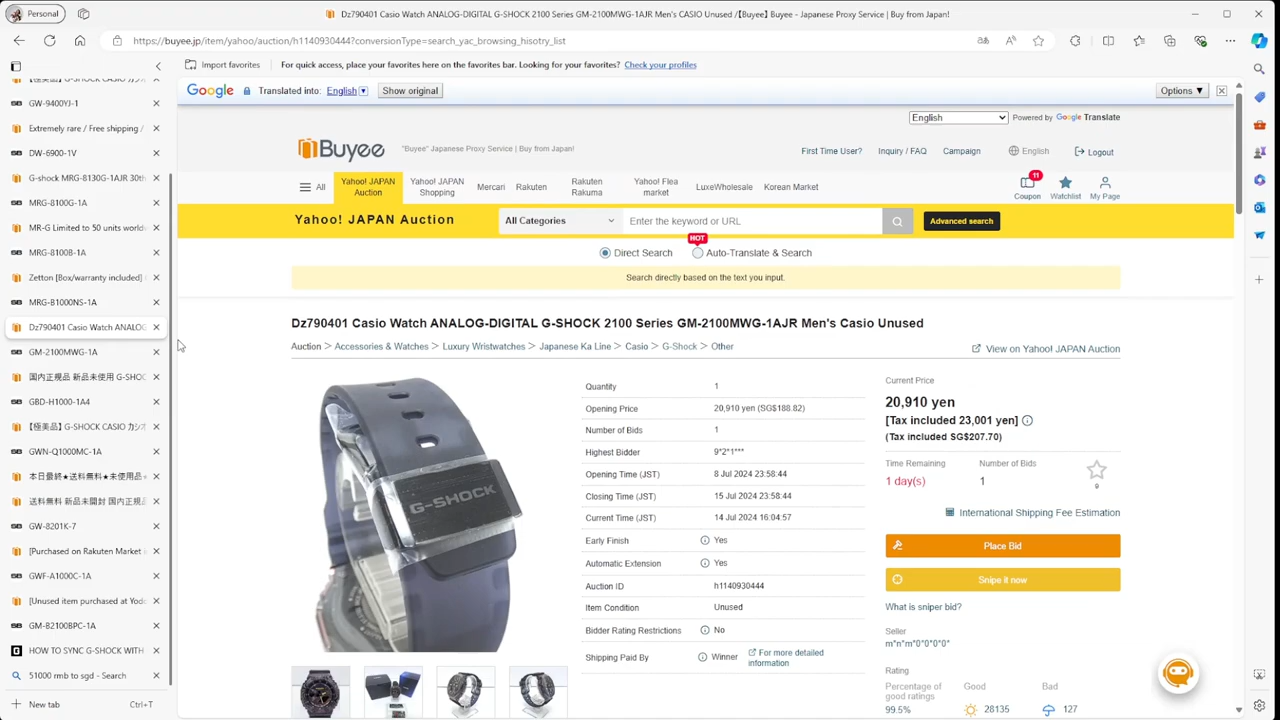 Personal
Dz790401 Casio Watch ANALOG-DIGITAL G-SHOCK 2100 Series GM-2100MWG-1AJR Men's CASIO Unused /【Buyee】 Buyee - Japanese Proxy Service | Buy from Japan!
https://buyee.jp/item/yahoo/auction/h1140930444?conversionType=search_yac_browsing_hisotry_list
Import favorites
For quick access, place your favorites here on the favorites bar. Looking for your favorites? Check your profiles
Google Translated into: English Show original Options ▼
【極美品】 G-SHOCK CASIO カシ
GW-9400YJ-1
Extremely rare / Free shipping /
DW-6900-1V
G-shock MRG-8130G-1AJR 30th
MRG-8100G-1A
MR-G Limited to 50 units world
MRG-8100B-1A
Zetton [Box/warranty included]
MRG-B1000NS-1A
Dz790401 Casio Watch ANALO
GM-2100MWG-1A
国内正規品 新品未使用 G-SHO
GBD-H1000-1A4
【極美品】 G-SHOCK CASIO カシオ
GWN-Q1000MC-1A
本日最終★送料無料★未使用品★
送料無料 新品未開封 国内正規品
GW-8201K-7
[Purchased on Rakuten Market i
GWF-A1000C-1A
[Unused item purchased at Yodo
GM-82100BPC-1A
HOW TO SYNC G-SHOCK WITH
51000 rmb to sgd - Search
New tab Ctrl+T
English Powered by Google Translate
Buyee "Buyee" Japanese Proxy Service | Buy from Japan!
First Time User? Inquiry / FAQ Campaign English Logout
All
Yahoo! JAPAN
Auction
Yahoo! JAPAN
Shopping
Mercari
Rakuten
Rakuten
Rakuma
Yahoo! Flea
market
LuxeWholesale
Korean Market
11
Coupon
Watchlist
My Page
Yahoo! JAPAN Auction
All Categories
Enter the keyword or URL
Advanced search
HOT
Direct Search Auto-Translate & Search
Search directly based on the text you input.
Dz790401 Casio Watch ANALOG-DIGITAL G-SHOCK 2100 Series GM-2100MWG-1AJR Men's Casio Unused
Auction > Accessories & Watches > Luxury Wristwatches > Japanese Ka Line > Casio > G-Shock > Other
View on Yahoo! JAPAN Auction
G-SHOCK
Quantity 1
Opening Price 20,910 yen (SG$188.82)
Number of Bids 1
Highest Bidder 9*2*1***
Opening Time (JST) 8 Jul 2024 23:58:44
Closing Time (JST) 15 Jul 2024 23:58:44
Current Time (JST) 14 Jul 2024 16:04:57
Early Finish Yes
Automatic Extension Yes
Auction ID h1140930444
Item Condition Unused
Bidder Rating Restrictions No
Shipping Paid By Winner For more detailed
information
Current Price
20,910 yen
[Tax included 23,001 yen]
(Tax included SG$207.70)
Time Remaining Number of Bids
1 day(s) 1
9
International Shipping Fee Estimation
Place Bid
Snipe it now
What is sniper bid?
Seller
m*n*m*0*0*0*0*
Rating
Percentage of
good ratings
Good Bad
99.5% 28135 127